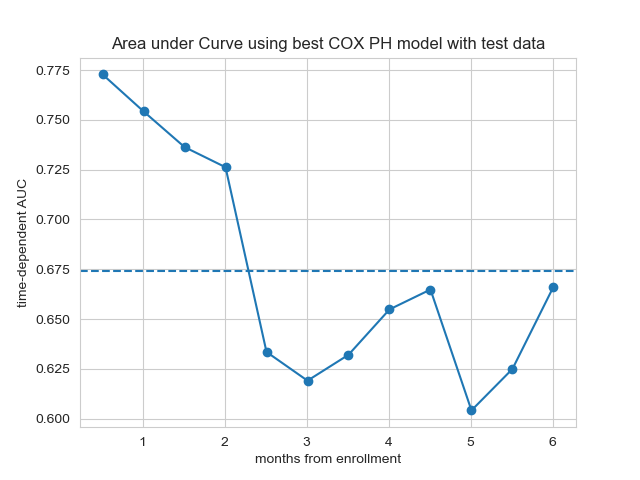 Area under Curve using best COX PH model with test data
time-dependent AUC
0.775
0.750
0.725
0.700
0.675
0.650
0.625
0.600
1 2 3 4 5 6
months from enrollment